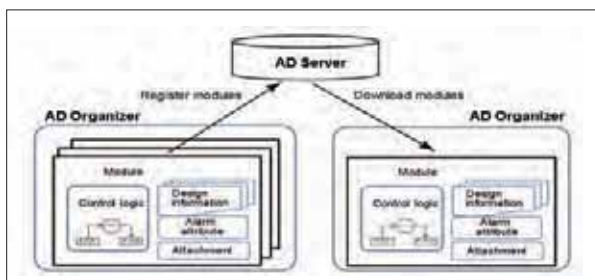 AD Server
Register modules
Download modules
AD Organizer
AD Organizer
Module
Control logic
Design
information
Alarm
attribute
Attachment
Module
Control logic
Design
information
Alarm
attribute
Attachment